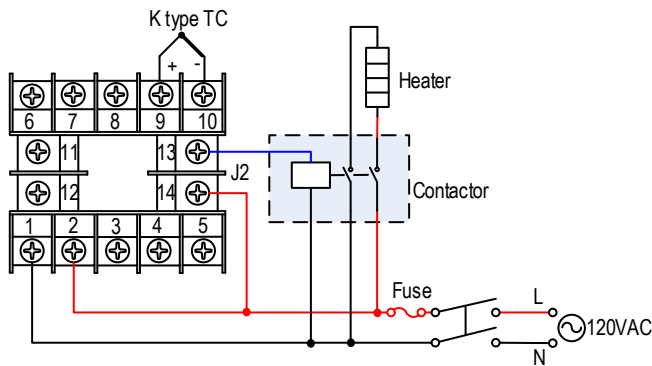 K type TC
+ -
6 7 8 9 10
Heater
11 13
J2
12 14
Contactor
1 2 3 4 5
Fuse
L
120VAC
N